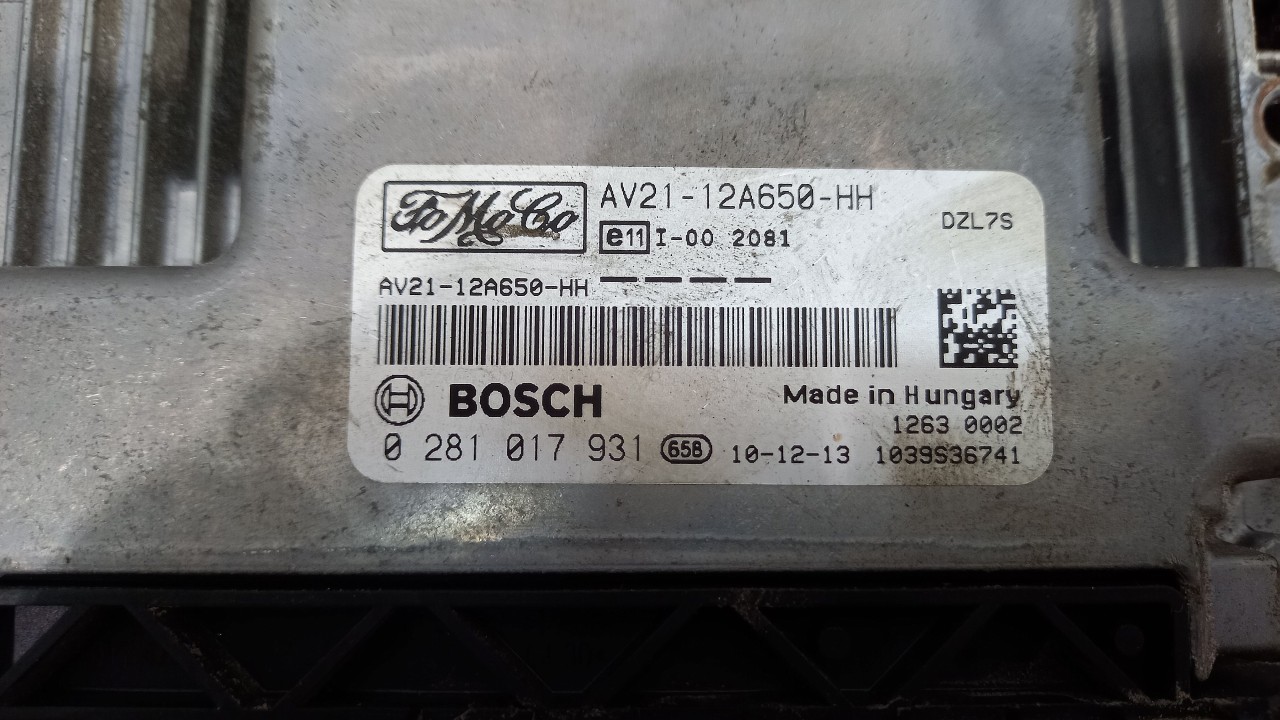 FoMoCo
AV21-12A650-HH
DZL7S
e11 I-00 2081
AV21-12A650-HH
BOSCH
Made in Hungary
1263 0002
0 281 017 931 65B 10-12-13 1039S36741